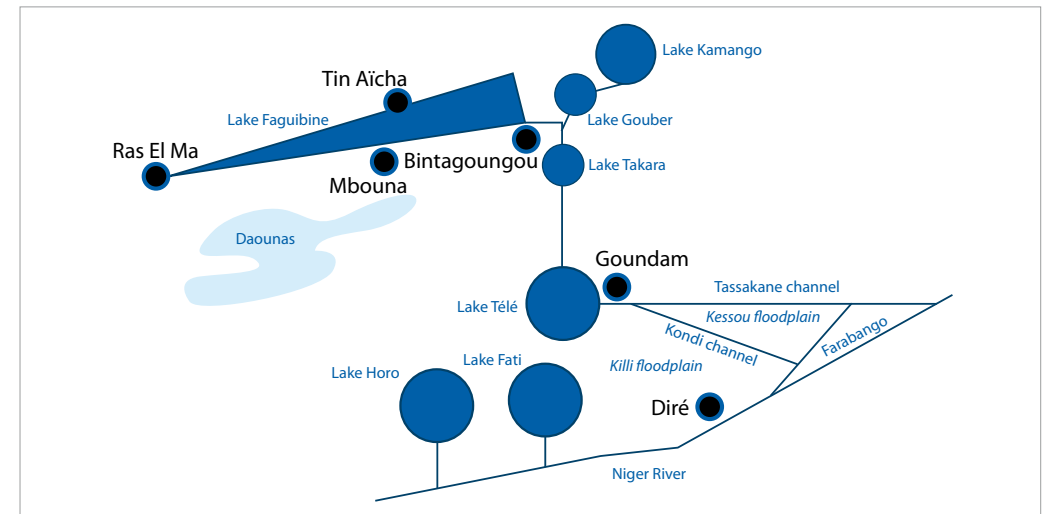 Lake Kamango
Tin Aïcha
Lake Gouber
Lake Faguibine
Ras El Ma
Bintagoungou
Lake Takara
Mbouna
Daounas
Goundam
Tassakane channel
Lake Télé
Kessou floodplain
Kondi channel
Farabango
Lake Fati
Killi floodplain
Lake Horo
Diré
Niger River